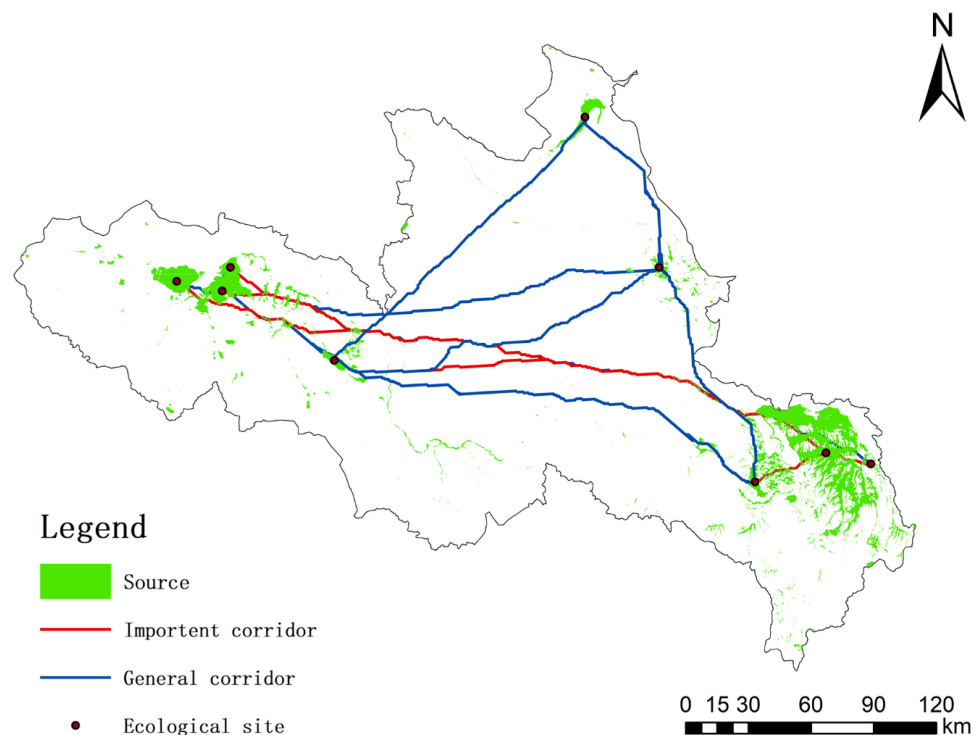 N
Legend
Source
Importent corridor
General corridor
Ecological site
0 15 30 60 90 120
km